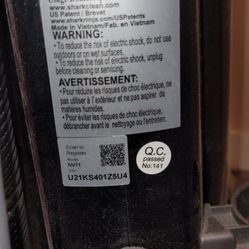 www.sharkclean.com
US Patent / Brevet
www.sharkninja.com/USPatents
Made in Vietnam/Fab. en Vietnam
WARNING:
• To reduce the risk of electric shock, do not use
outdoors or on wet surfaces.
• To reduce the risk of electric shock, unplug
before cleaning or servicing.
AVERTISSEMENT:
• Pour réduire les risques de choc électrique, ne
pas utiliser à l'extérieur et ne pas aspirer
de matières humides.
• Pour réduire les risques de choc électrique,
débrancher avant le nettoyage ou l'entretien.
Scan to
Register
NV71
U21KS401Z5U4
Q.C.
passed
No:141